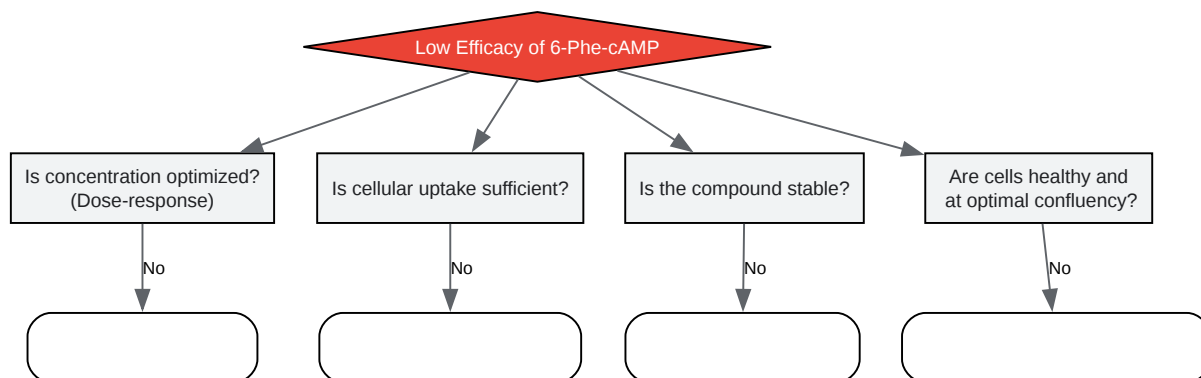 Low Efficacy of 6-Phe-cAMP
Is concentration optimized?
(Dose-response)
Is cellular uptake sufficient?
Is the compound stable?
Are cells healthy and
at optimal confluency?
No
No
No
No